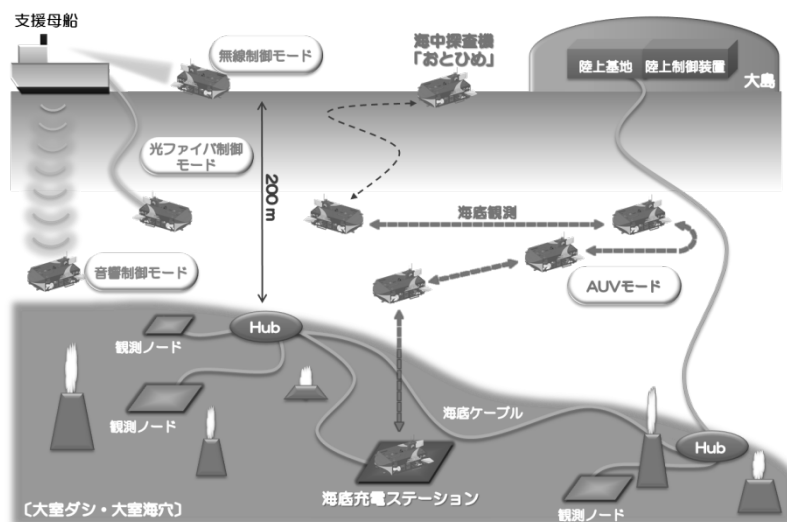 支援母船
無線制御モード
海中探査機
「おとひめ」
陸上基地
陸上制御装置
大島
光ファイバ制御
モード
200 m
海底観測
音響制御モード
AUVモード
Hub
観測ノード
観測ノード
海底ケーブル
Hub
海底充電ステーション
観測ノード
〔大室ダシ・大室海穴〕